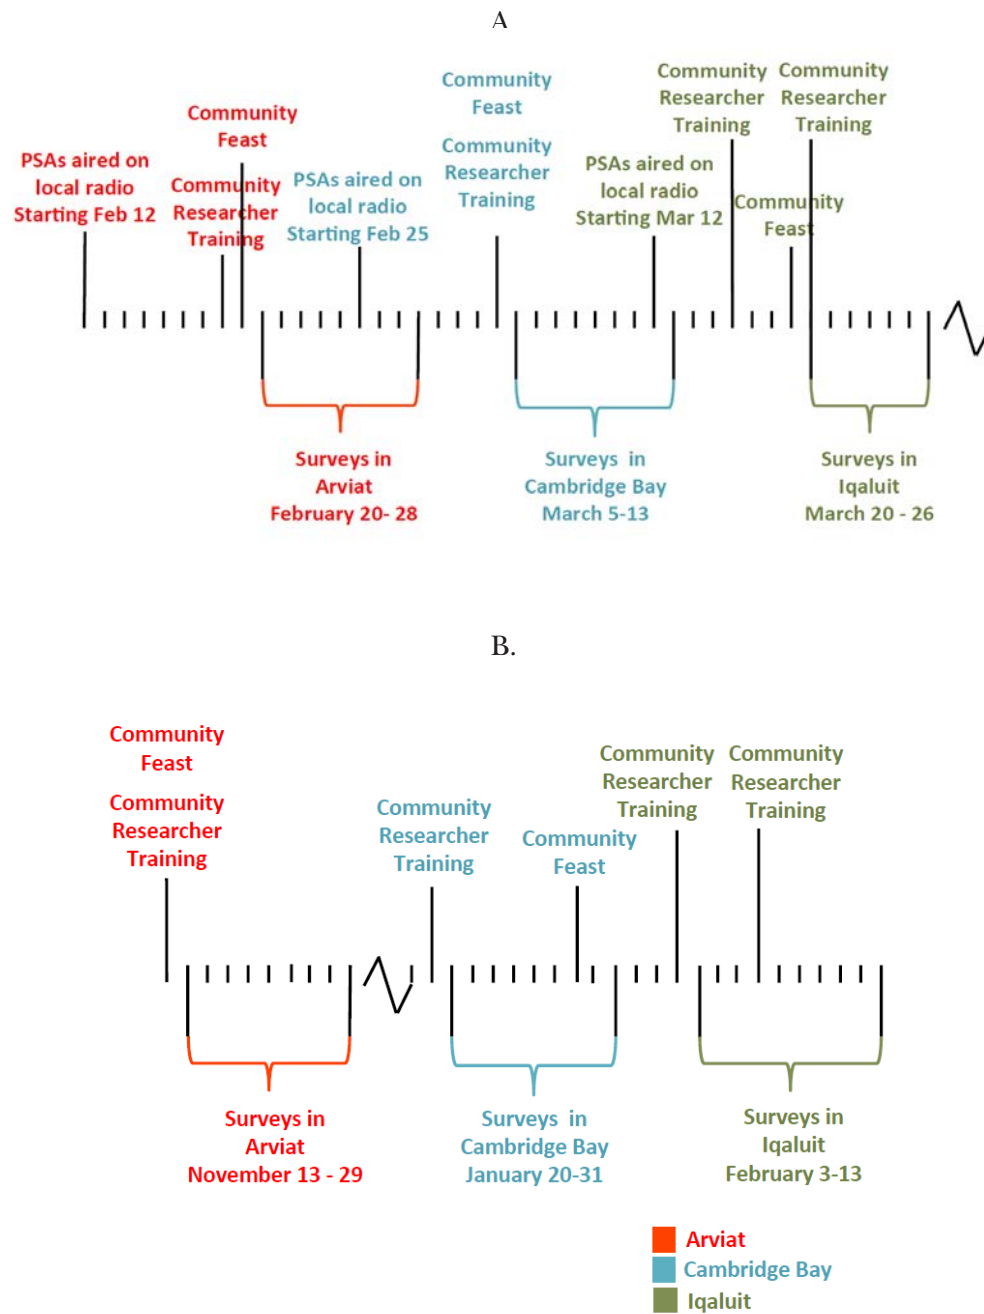 A
Community
Feast
PSAs aired on
local radio
Starting Feb 12
Community
Researcher
Training
PSAs aired on
local radio
Starting Feb 25
Community
Feast
Community
Researcher
Training
PSAs aired on
local radio
Starting Mar 12
Community
Researcher
Training
Community
Feast
Community
Researcher
Training
Surveys in
Arviat
February 20- 28
Surveys in
Cambridge Bay
March 5-13
Surveys in
Iqaluit
March 20 - 26
B.
Community
Feast
Community
Researcher
Training
Community
Researcher
Training
Community
Feast
Community
Researcher
Training
Community
Researcher
Training
Surveys in
Arviat
November 13 - 29
Surveys in
Cambridge Bay
January 20-31
Surveys in
Iqaluit
February 3-13
Arviat
Cambridge Bay
Iqaluit